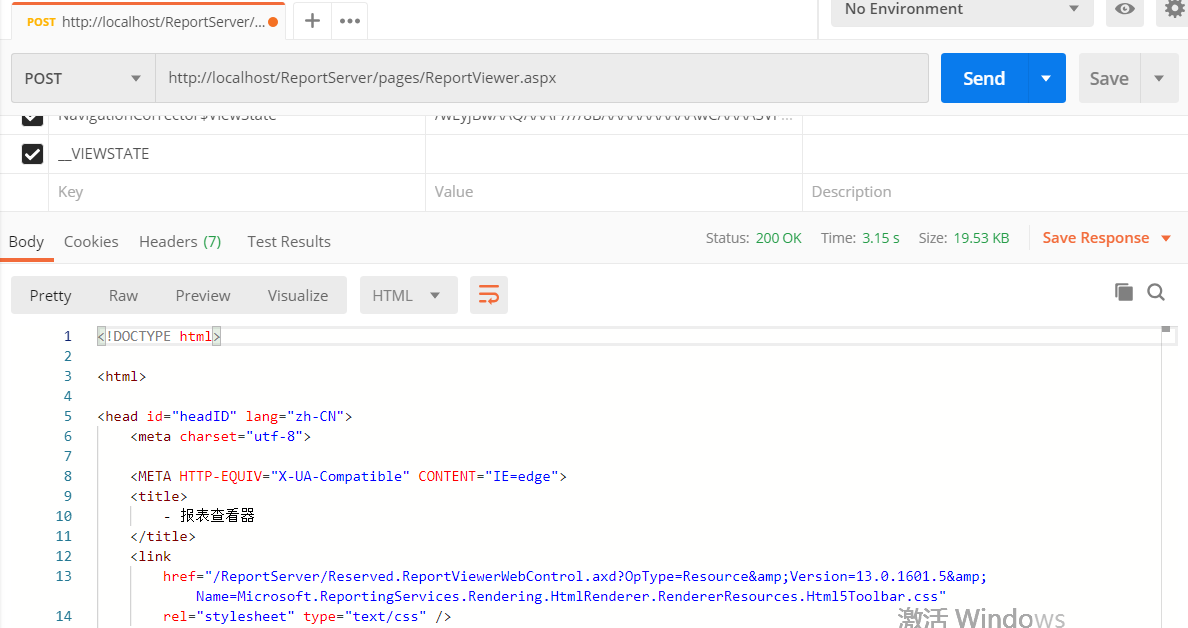 POST http://localhost/ReportServer/...
No Environment
POST http://localhost/ReportServer/pages/ReportViewer.aspx Send Save
NavigationCorrector$ViewState
__VIEWSTATE
Key Value Description
Body Cookies Headers (7) Test Results Status: 200 OK Time: 3.15 s Size: 19.53 KB Save Response
Pretty Raw Preview Visualize HTML
1 <!DOCTYPE html>
2
3 <html>
4
5 <head id="headID" lang="zh-CN">
6 <meta charset="utf-8">
7
8 <META HTTP-EQUIV="X-UA-Compatible" CONTENT="IE=edge">
9 <title>
10 - 报表查看器
11 </title>
12 <link
13 href="/ReportServer/Reserved.ReportViewerWebControl.axd?OpType=Resource&amp;Version=13.0.1601.5&amp;
Name=Microsoft.ReportingServices.Rendering.HtmlRenderer.RendererResources.Html5Toolbar.css"
14 rel="stylesheet" type="text/css" />
激活 Windows